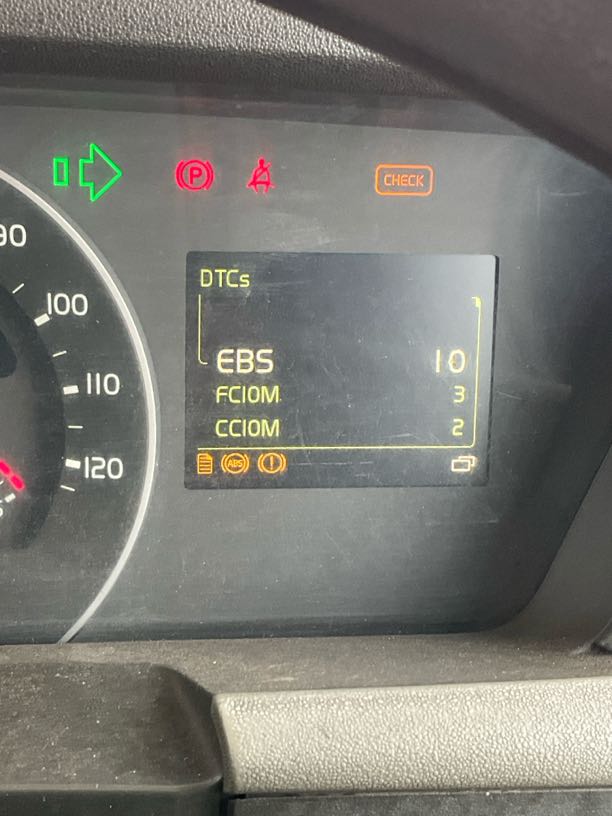 P
CHECK
90
DTCs
100
EBS 10
110
FCIOM 3
CCIOM 2
120
ABS